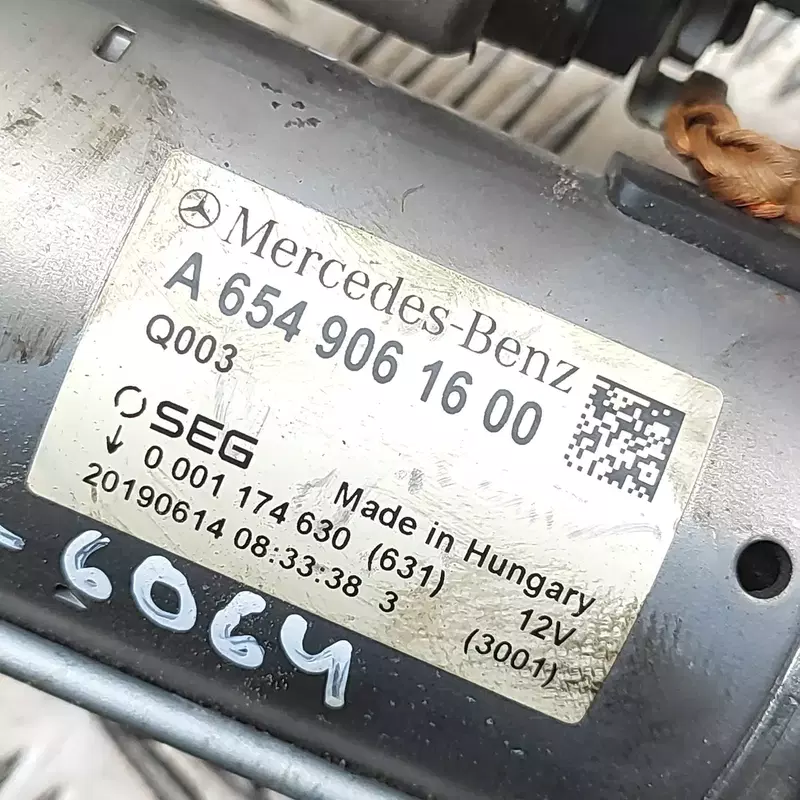 Mercedes-Benz
A 654 906 16 00
Q003
SEG
0 001 174 630 (631)
Made in Hungary
20190614 08:33:38 3
12V
(3001)
6064